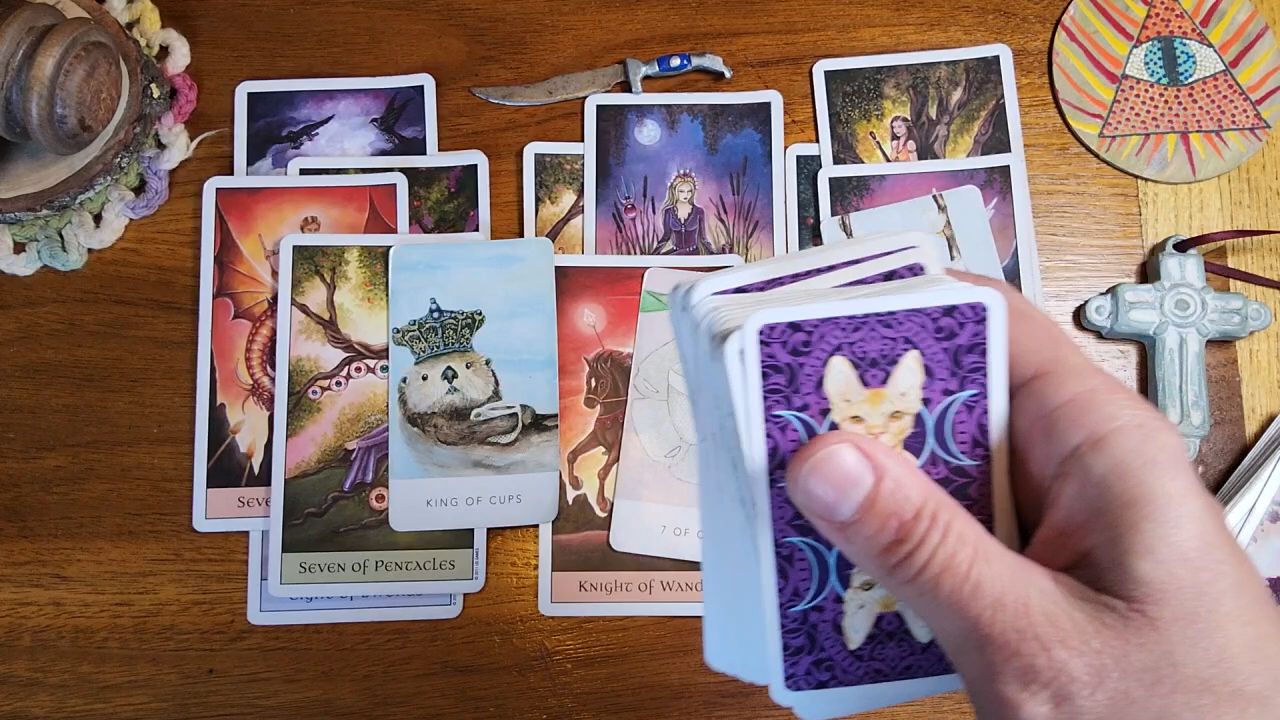 SEVE
SEVEN OF PENTACLES
KING OF CUPS
KNIGHT OF WAND
7 OF